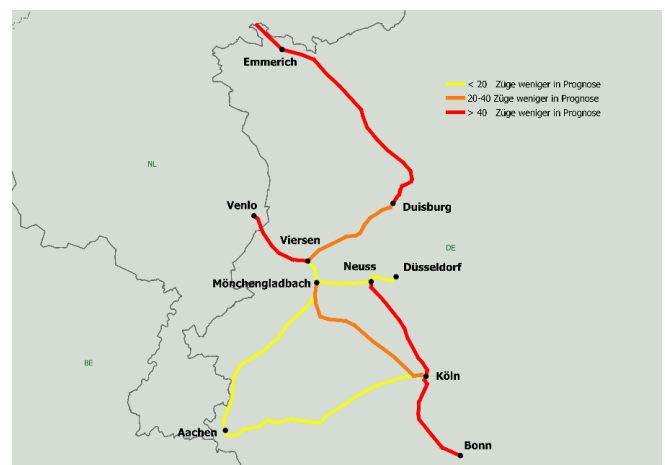 Emmerich
< 20 Züge weniger in Prognose
20-40 Züge weniger in Prognose
> 40 Züge weniger in Prognose
NL
Venlo
Duisburg
Viersen
DE
Neuss
Düsseldorf
Mönchengladbach
BE
Köln
Aachen
Bonn